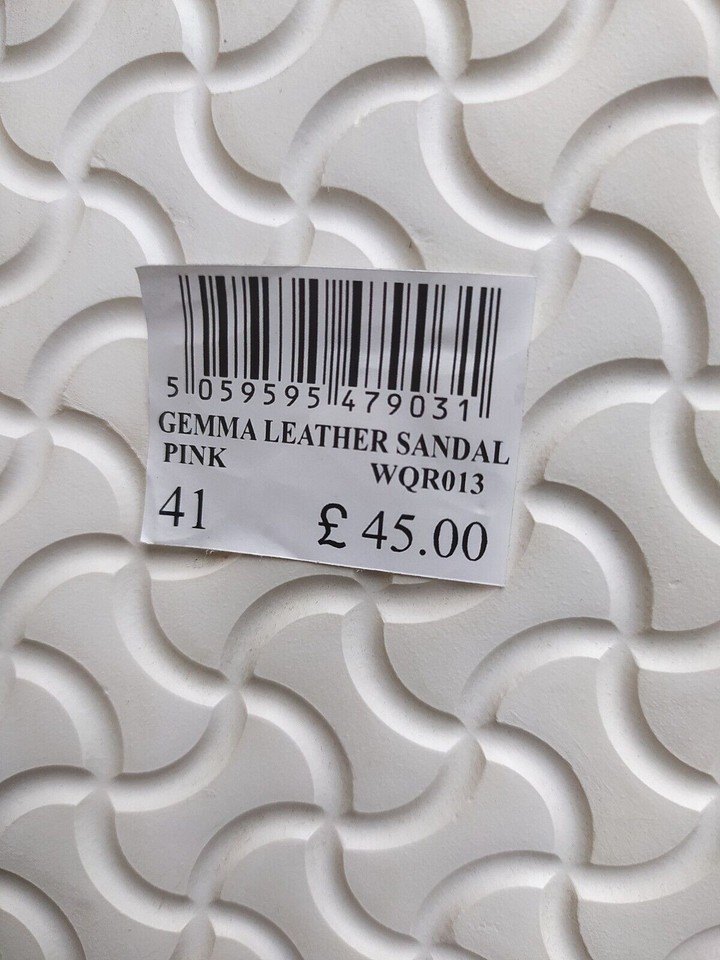 5 059595 479031
GEMMA LEATHER SANDAL
PINK WQR013
41 £ 45.00